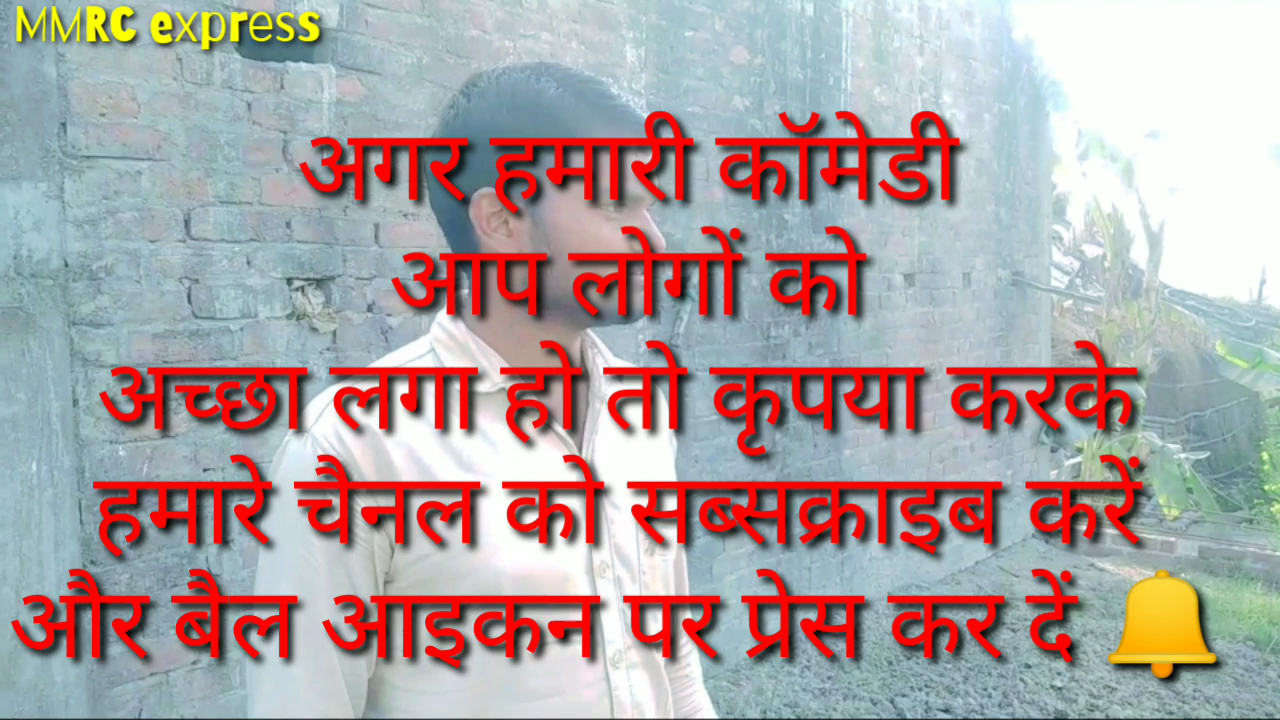 MMRC express
अगर हमारी कॉमेडी
आप लोगों को
अच्छा लगा हो तो कृपया करके
हमारे चैनल को सब्सक्राइब करें
और बैल आइकन पर प्रेस कर दें 🔔